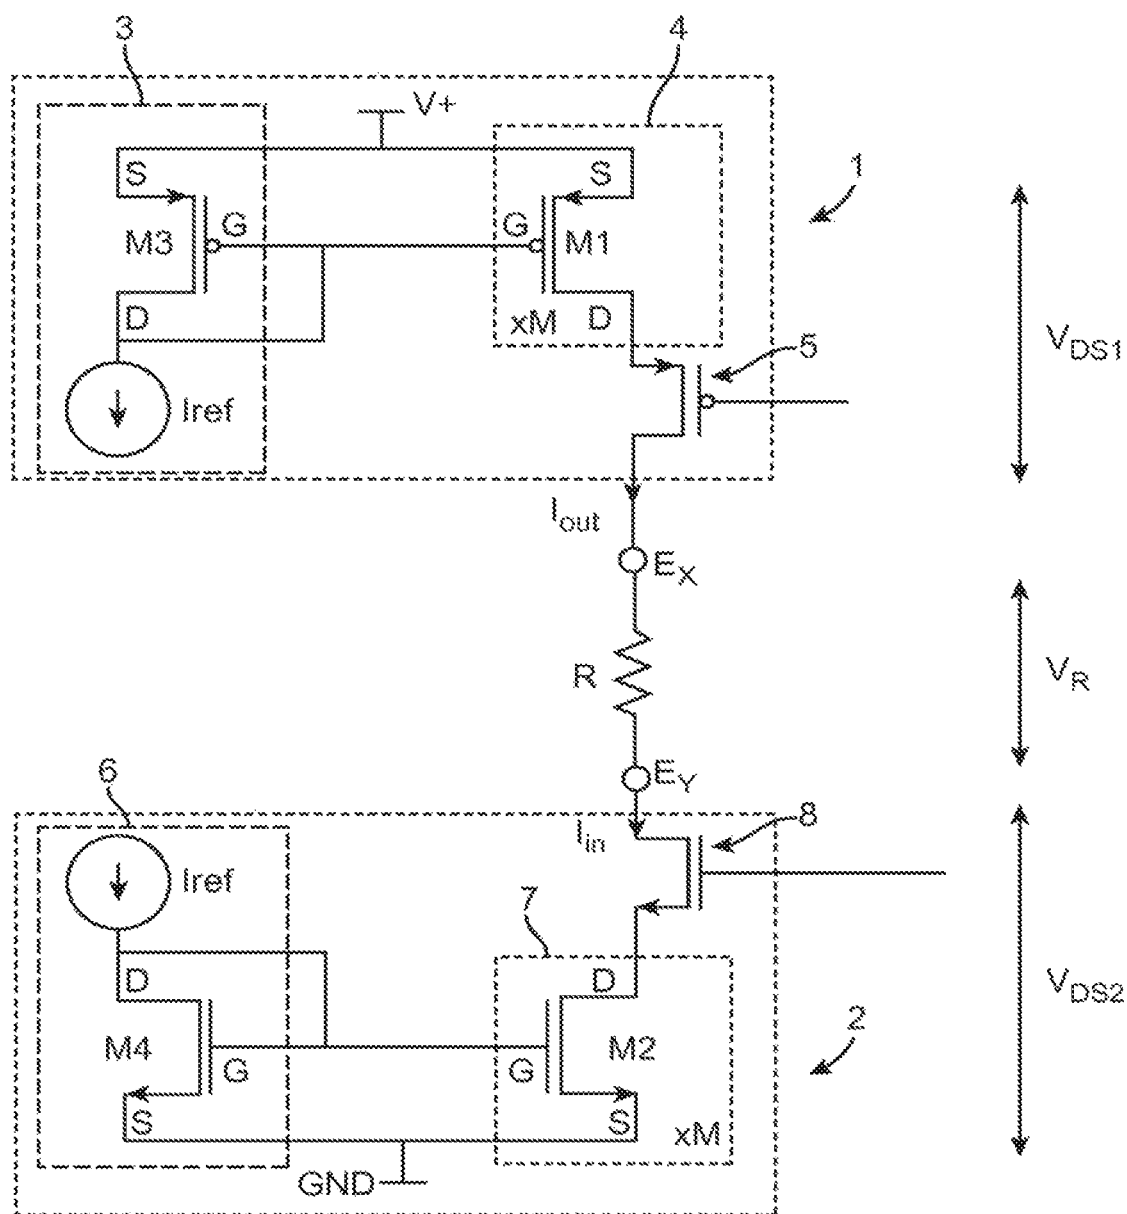 3
4
V+
S
S
1
G
G
M3
M1
D
xM
D
5
V_DS1
Iref
I_out
E_X
R
V_R
6
E_Y
I_in
8
Iref
7
D
D
V_DS2
M4
M2
2
G
G
S
S
xM
GND